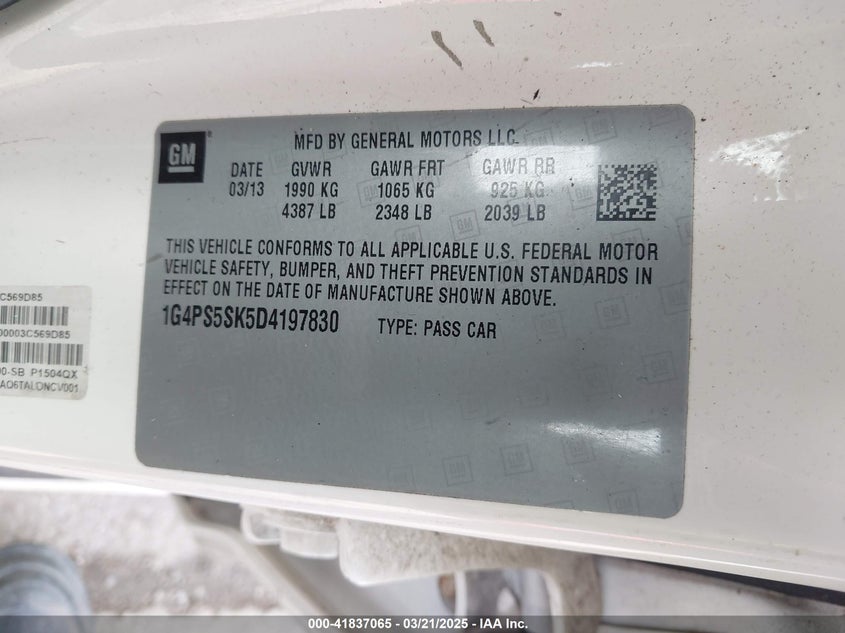 GM
MFD BY GENERAL MOTORS LLC
DATE GVWR GAWR FRT GAWR RR
03/13 1990 KG 1065 KG 925 KG
4387 LB 2348 LB 2039 LB
THIS VEHICLE CONFORMS TO ALL APPLICABLE U.S. FEDERAL MOTOR
VEHICLE SAFETY, BUMPER, AND THEFT PREVENTION STANDARDS IN
EFFECT ON THE DATE OF MANUFACTURE SHOWN ABOVE.
1G4PS5SK5D4197830 TYPE: PASS CAR
C569D85
00003C569D85
00-SB P1504QX
AQ6TALONCV001
000-41837065 / 03/21/2025 / IAA Inc.